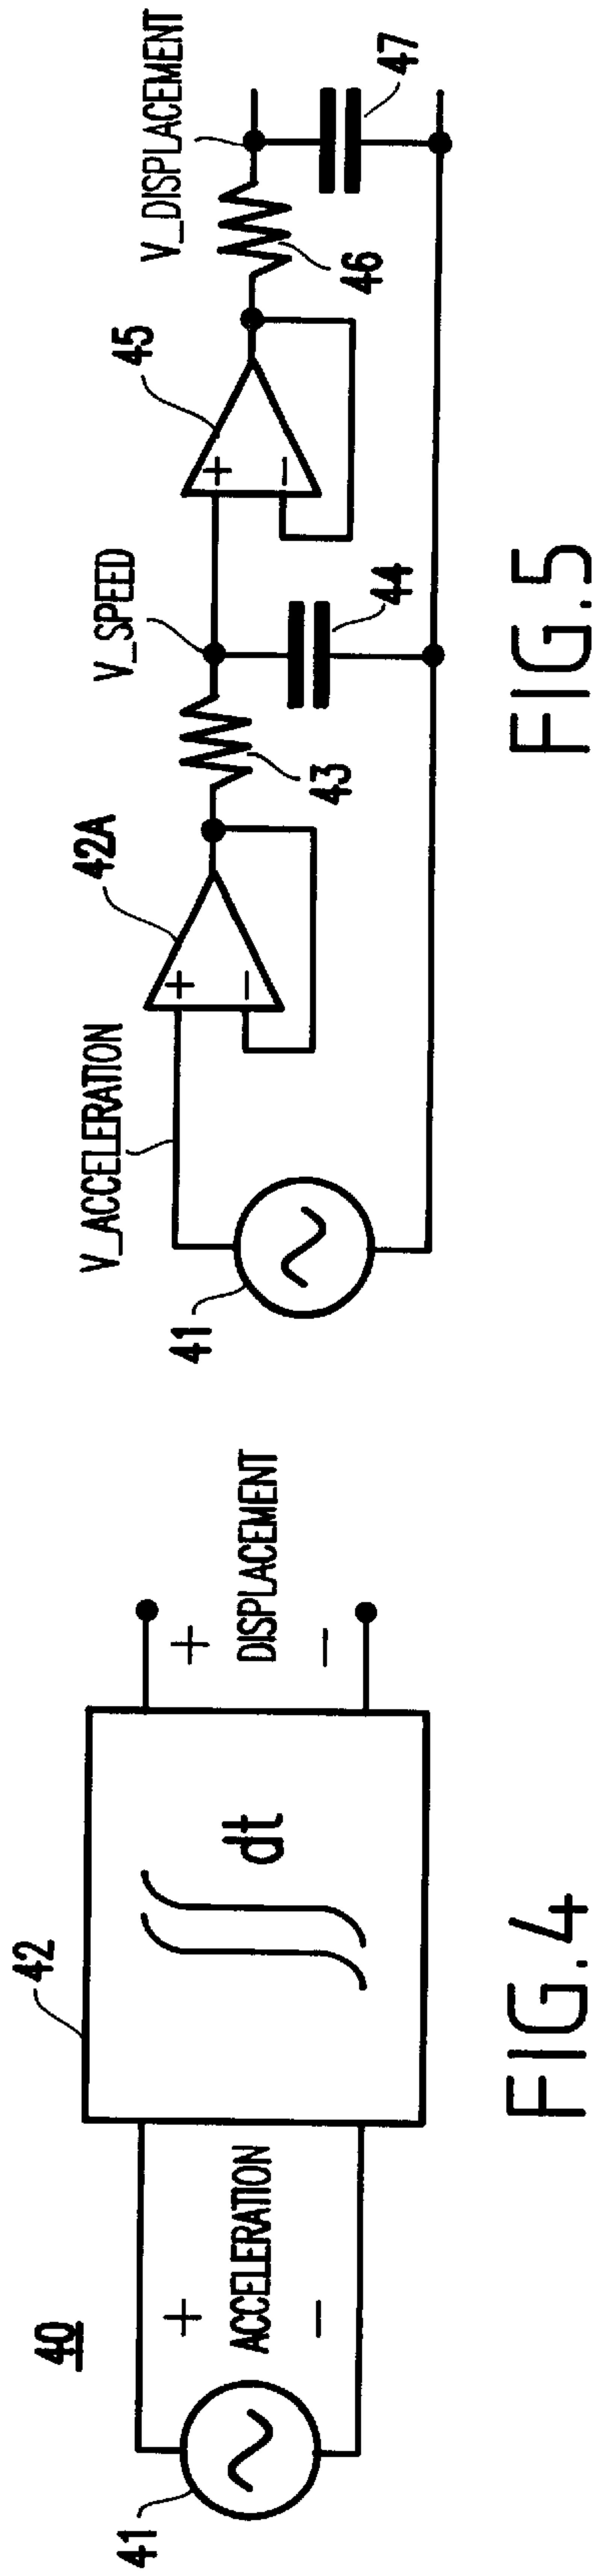 40
41
+
ACCELERATION
−
42
∫∫ dt
+
DISPLACEMENT
−
FIG.4
41
V_ACCELERATION
42A
+
−
43
V_SPEED
44
45
+
−
46
V_DISPLACEMENT
47
FIG.5